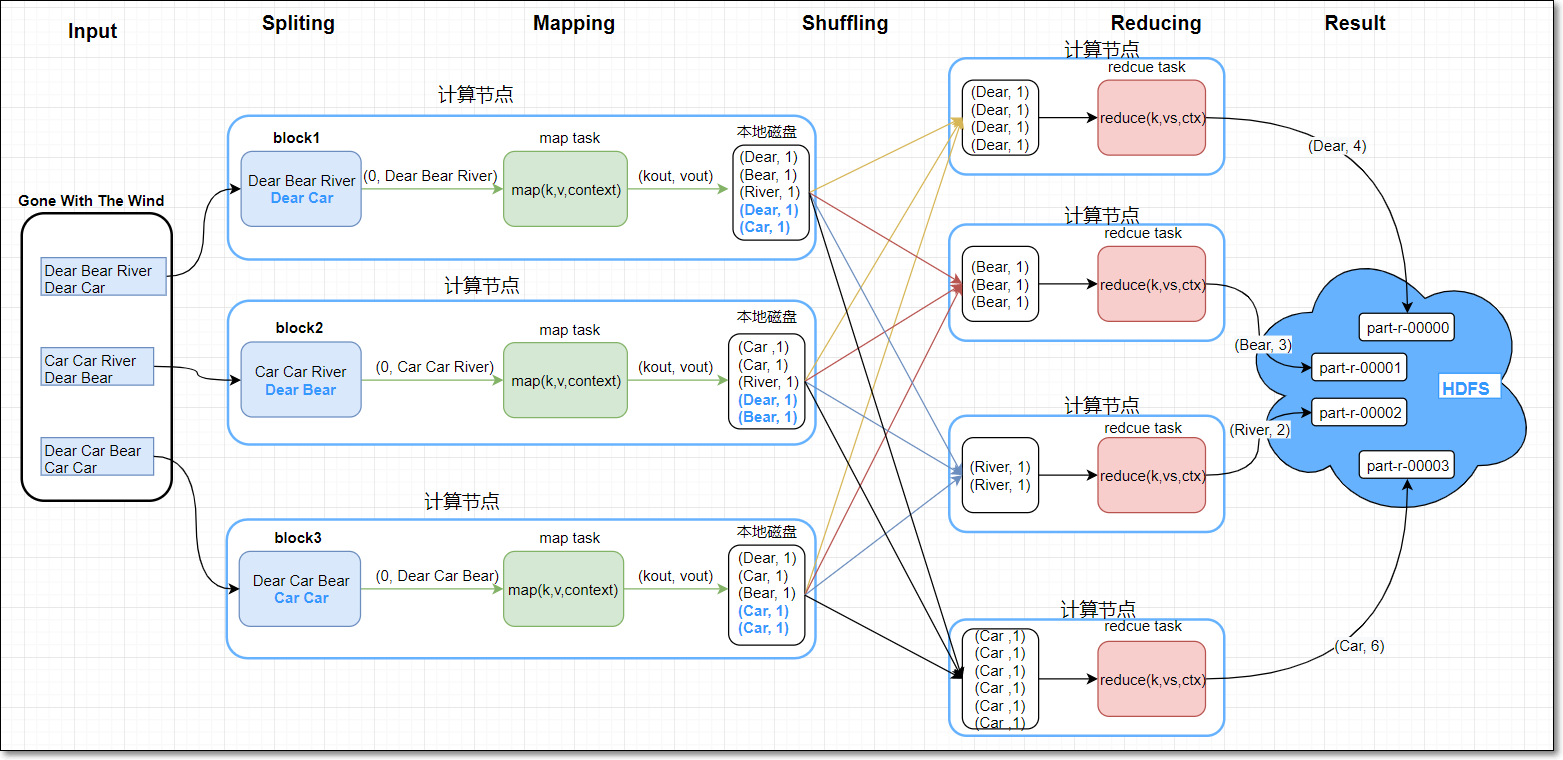 Input
Spliting
Mapping
Shuffling
Reducing
Result
Gone With The Wind
Dear Bear River
Dear Car
Car Car River
Dear Bear
Dear Car Bear
Car Car
计算节点
block1
Dear Bear River
Dear Car
(0, Dear Bear River)
map task
map(k,v,context)
(kout, vout)
本地磁盘
(Dear, 1)
(Bear, 1)
(River, 1)
(Dear, 1)
(Car, 1)
计算节点
block2
Car Car River
Dear Bear
(0, Car Car River)
map task
map(k,v,context)
(kout, vout)
本地磁盘
(Car ,1)
(Car, 1)
(River, 1)
(Dear, 1)
(Bear, 1)
计算节点
block3
Dear Car Bear
Car Car
(0, Dear Car Bear)
map task
map(k,v,context)
(kout, vout)
本地磁盘
(Dear, 1)
(Car, 1)
(Bear, 1)
(Car, 1)
(Car, 1)
计算节点
redcue task
(Dear, 1)
(Dear, 1)
(Dear, 1)
(Dear, 1)
reduce(k,vs,ctx)
(Dear, 4)
计算节点
redcue task
(Bear, 1)
(Bear, 1)
(Bear, 1)
reduce(k,vs,ctx)
(Bear, 3)
计算节点
redcue task
(River, 1)
(River, 1)
reduce(k,vs,ctx)
(River, 2)
计算节点
redcue task
(Car ,1)
(Car ,1)
(Car ,1)
(Car ,1)
(Car ,1)
(Car ,1)
reduce(k,vs,ctx)
(Car, 6)
part-r-00000
part-r-00001
HDFS
part-r-00002
part-r-00003